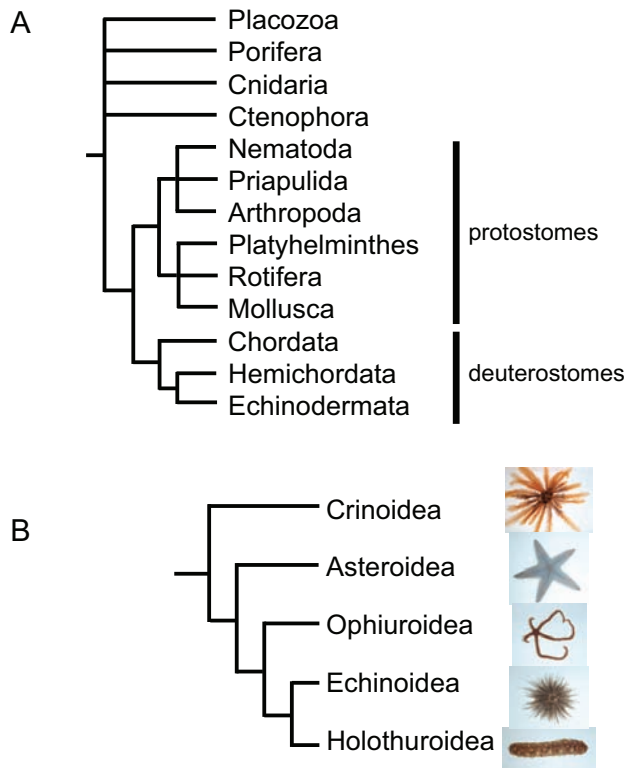 A
Placozoa
Porifera
Cnidaria
Ctenophora
Nematoda
Priapulida
Arthropoda
Platyhelminthes
Rotifera
Mollusca
Chordata
Hemichordata
Echinodermata
protostomes
deuterostomes
B
Crinoidea
Asteroidea
Ophiuroidea
Echinoidea
Holothuroidea